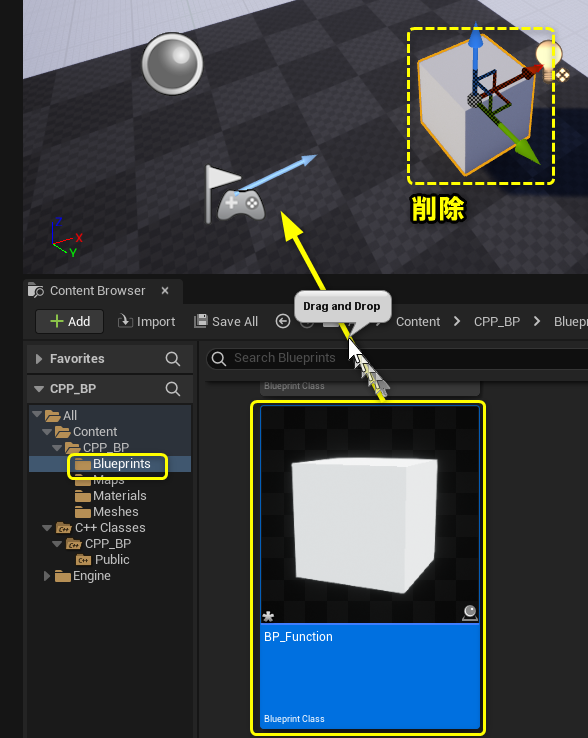 削除
Z
X
Y
Content Browser
Drag and Drop
Add
Import
Save All
Content
CPP_BP
Bluep
Favorites
Search Blueprints
CPP_BP
Blueprint Class
All
Content
CPP_BP
Blueprints
Maps
Materials
Meshes
C++ Classes
CPP_BP
Public
Engine
BP_Function
Blueprint Class